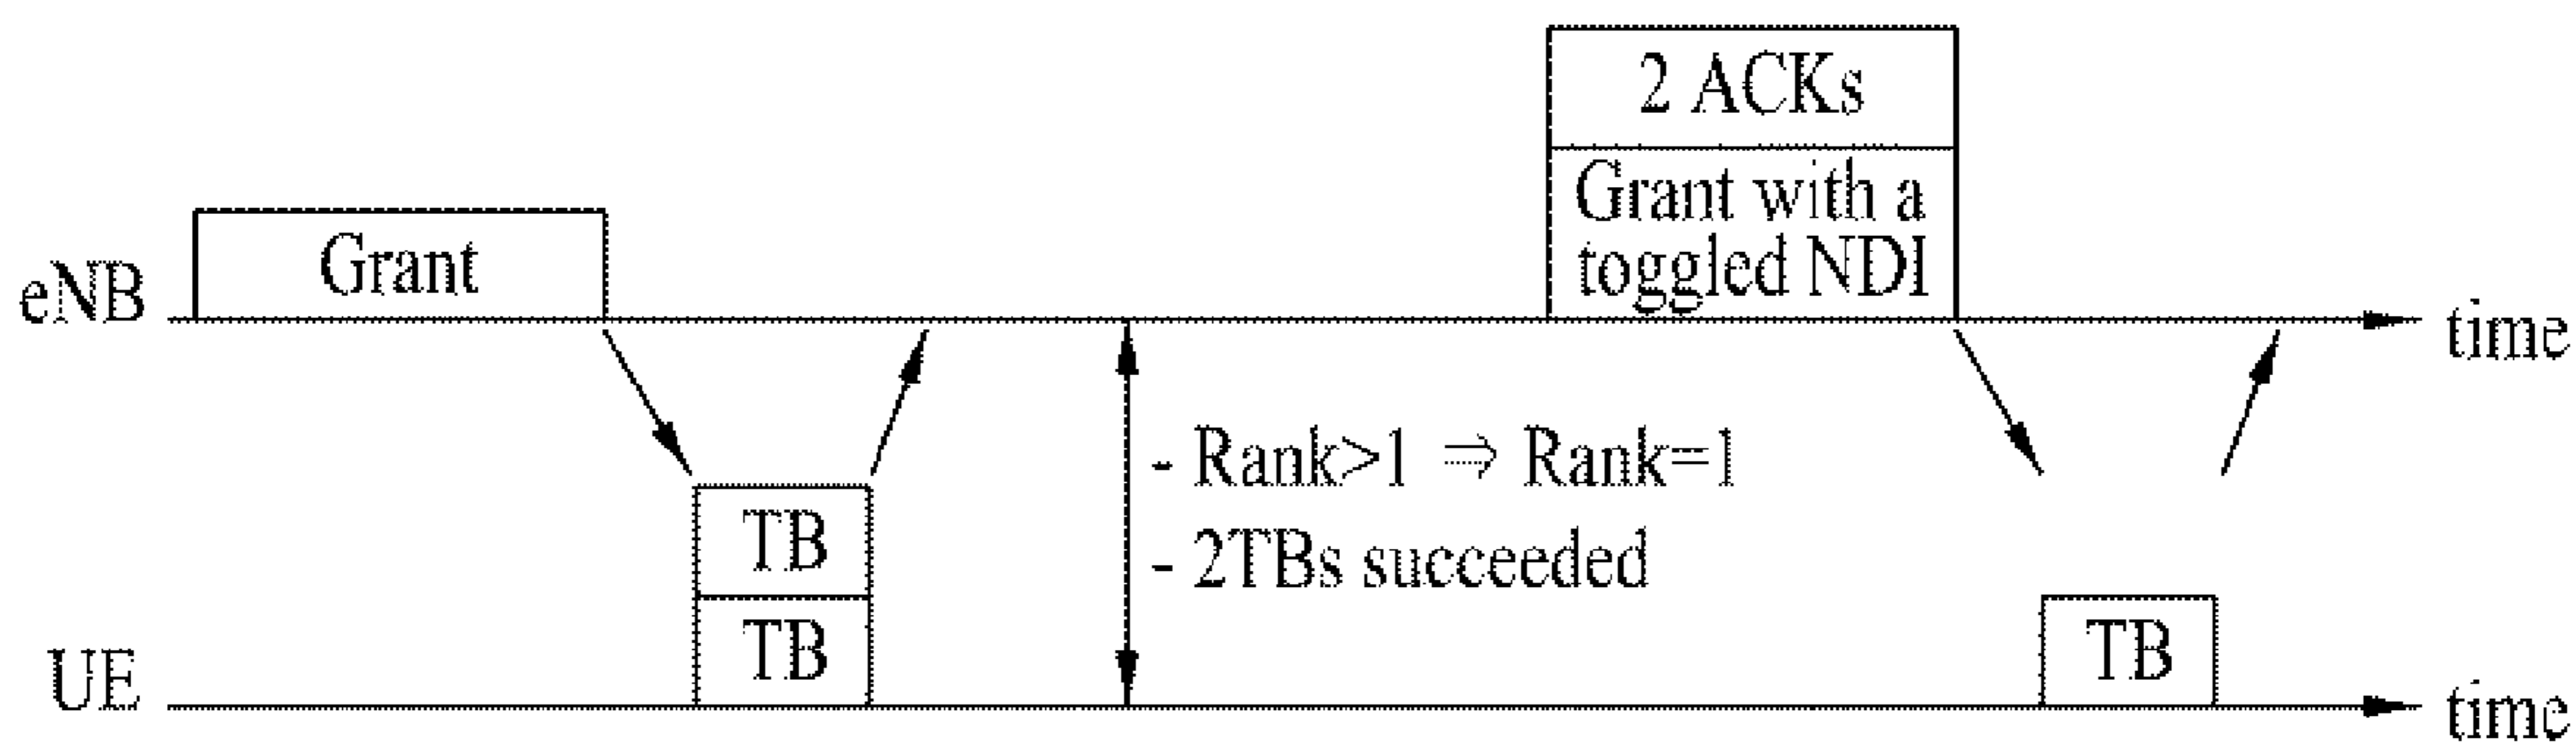 2 ACKs
Grant with a
toggled NDI
Grant
eNB
time
- Rank>1 ⇒ Rank=1
- 2TBs succeeded
TB
TB
TB
UE
time